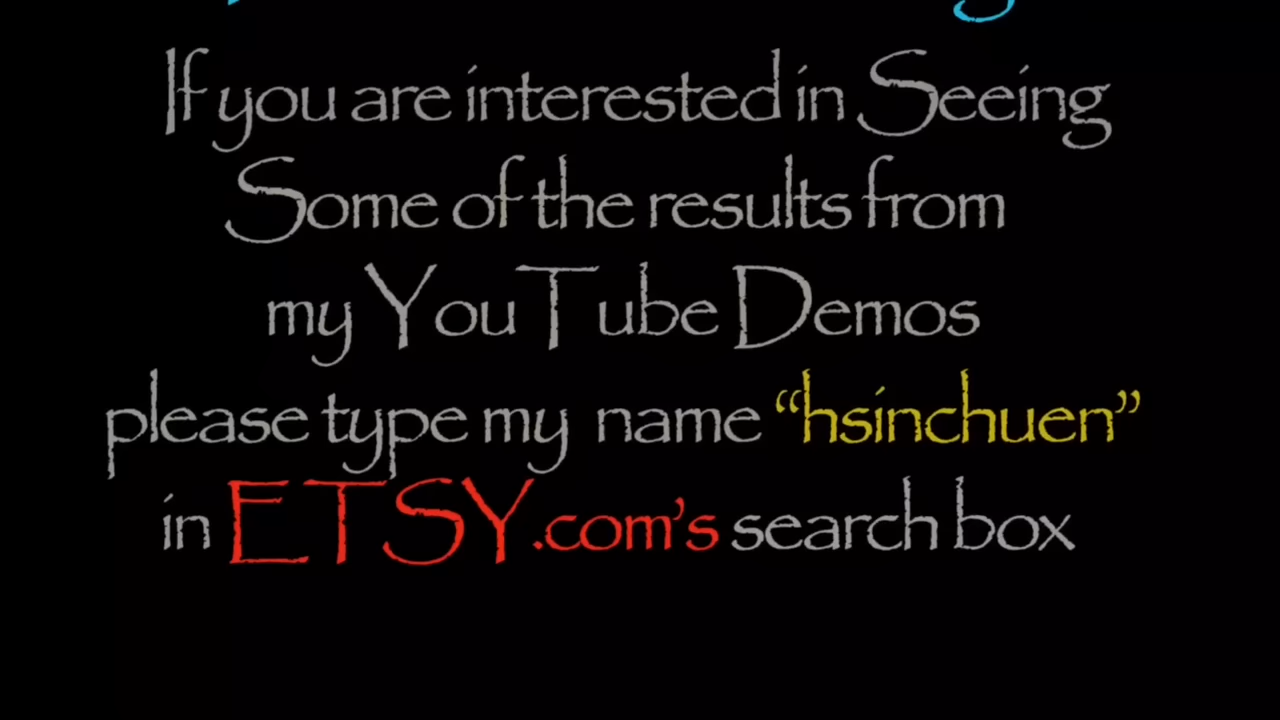 If you are interested in Seeing
Some of the results from
my YouTube Demos
please type my name “hsinchuen”
in ETSY.com’s search box